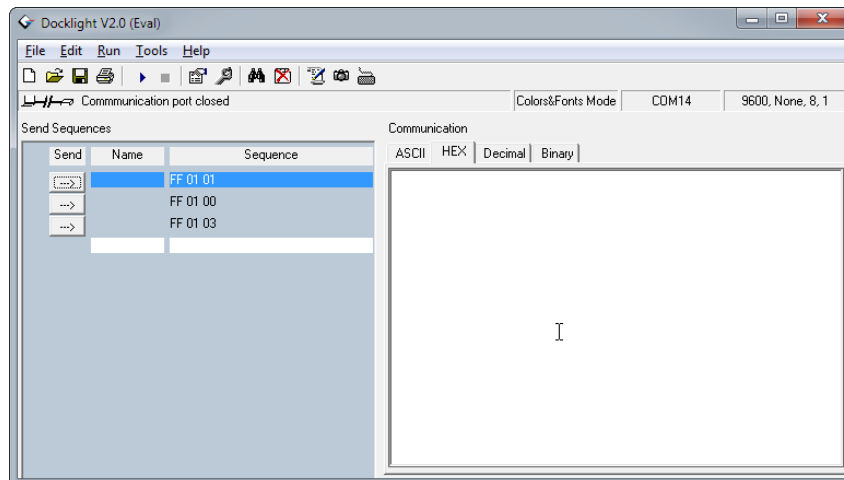 Docklight V2.0 (Eval)
File Edit Run Tools Help
Commmunication port closed Colors&Fonts Mode COM14 9600, None, 8, 1
Send Sequences
Send Name Sequence
---> FF 01 01
---> FF 01 00
---> FF 01 03
Communication
ASCII HEX Decimal Binary